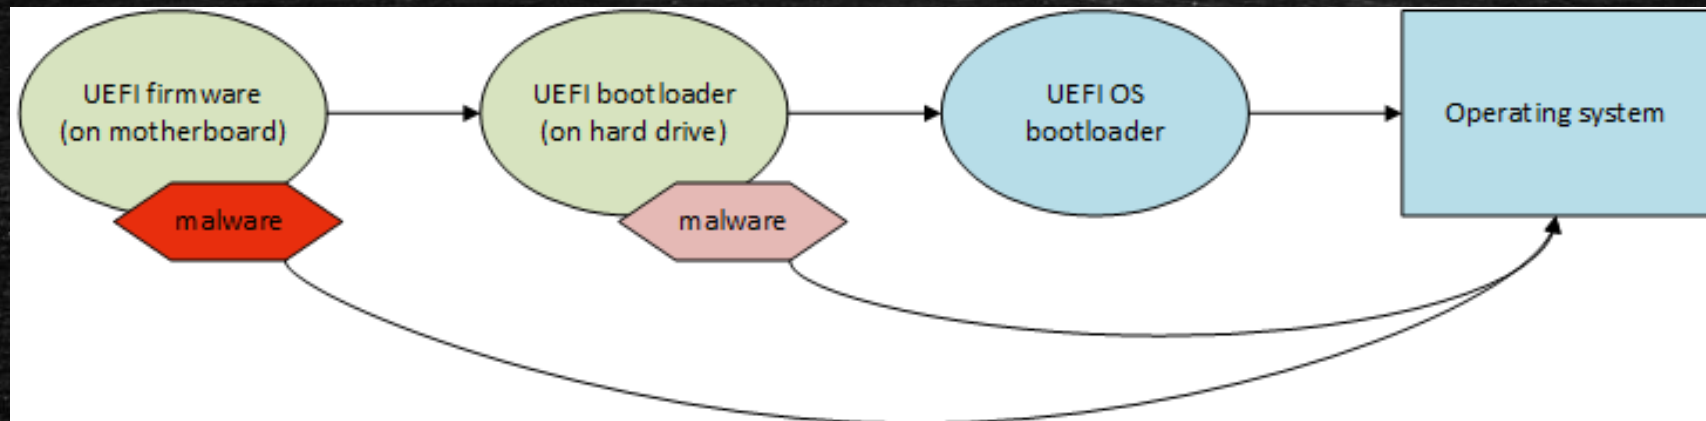 UEFI firmware
(on motherboard)
UEFI bootloader
(on hard drive)
UEFI OS
bootloader
Operating system
malware
malware